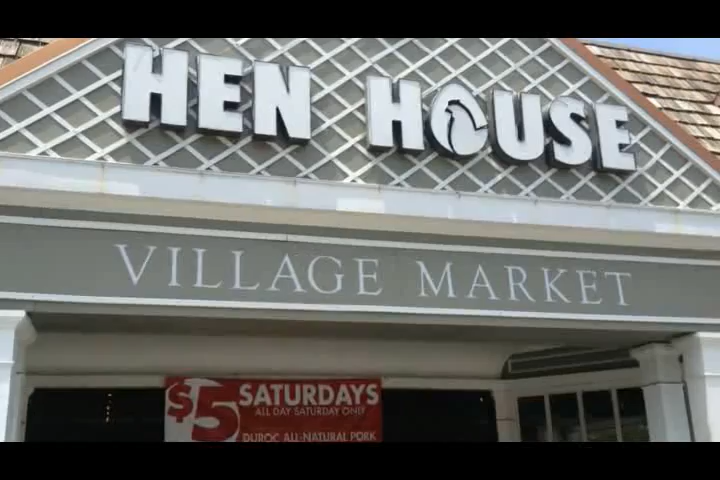 HEN HOUSE
VILLAGE MARKET
$5 SATURDAYS
ALL DAY SATURDAY ONLY
DUROC ALL-NATURAL PORK